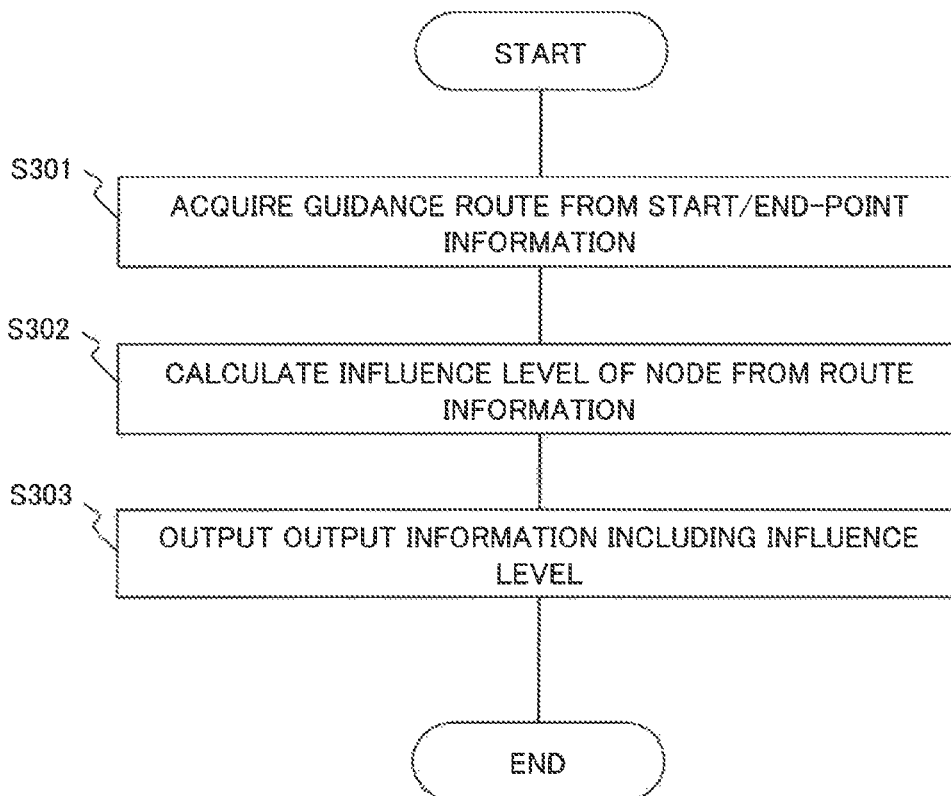 START
S301
ACQUIRE GUIDANCE ROUTE FROM START/END-POINT
INFORMATION
S302
CALCULATE INFLUENCE LEVEL OF NODE FROM ROUTE
INFORMATION
S303
OUTPUT OUTPUT INFORMATION INCLUDING INFLUENCE
LEVEL
END